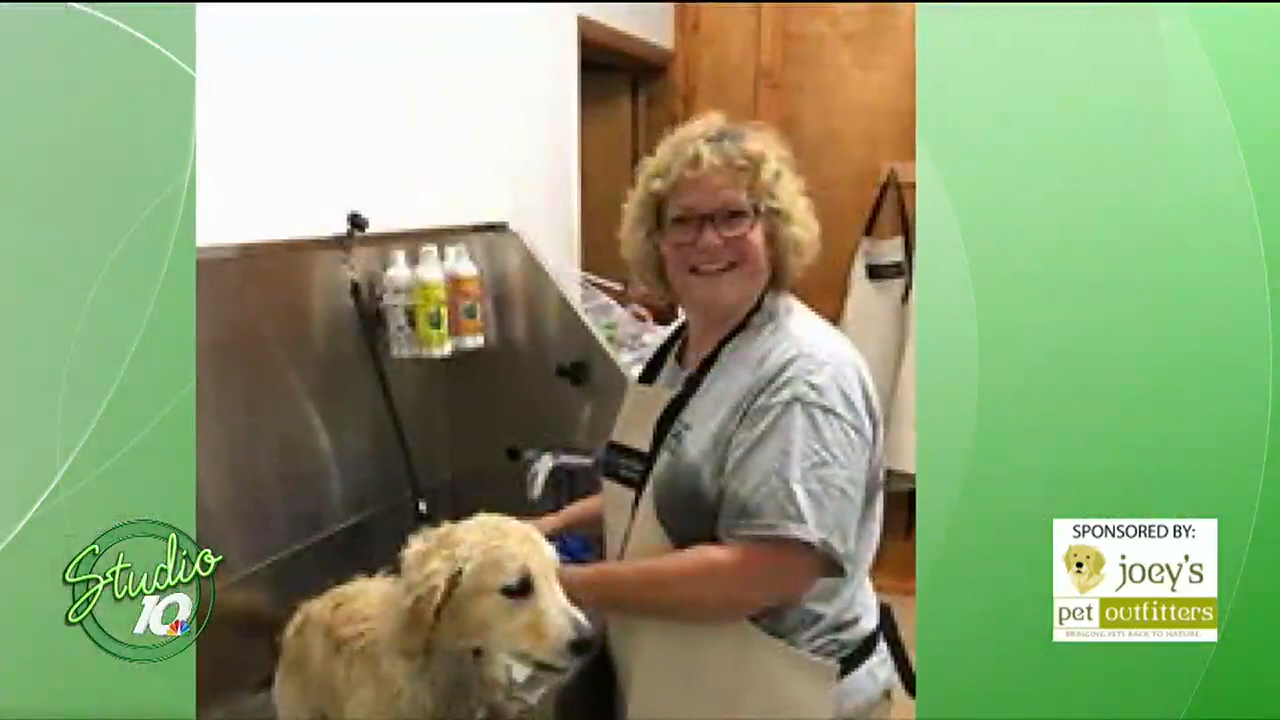 Studio
10
SPONSORED BY:
joey's
pet outfitters
BRINGING PETS BACK TO NATURE